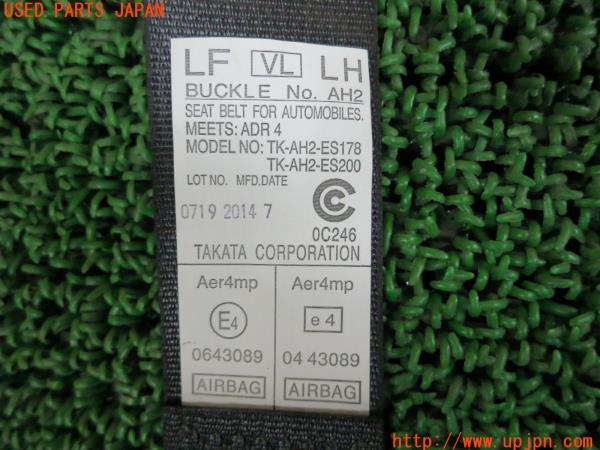 USED PARTS JAPAN
LF VL LH
BUCKLE No. AH2
SEAT BELT FOR AUTOMOBILES.
MEETS: ADR 4
MODEL NO: TK-AH2-ES178
TK-AH2-ES200
LOT NO. MFD.DATE
0719 2014 7
0C246
TAKATA CORPORATION
Aer4mp Aer4mp
E4 e4
0643089 04 43089
AIRBAG AIRBAG
http://www.upjpn.com/